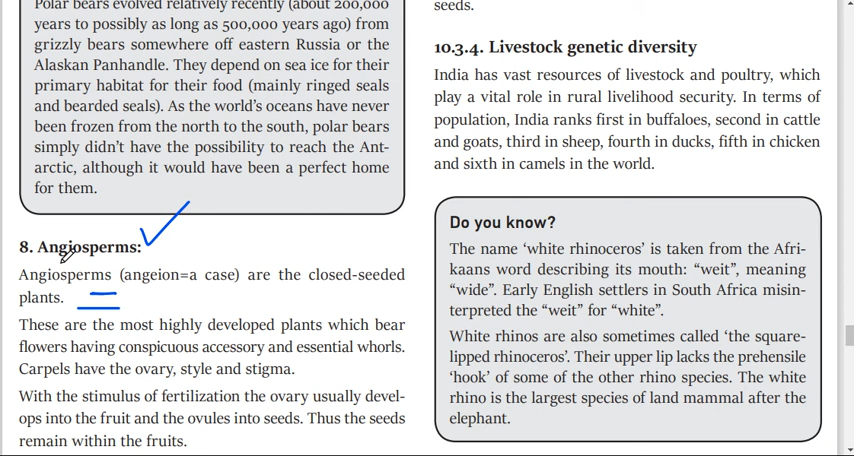 Polar bears evolved relatively recently (about 200,000
years to possibly as long as 500,000 years ago) from
grizzly bears somewhere off eastern Russia or the
Alaskan Panhandle. They depend on sea ice for their
primary habitat for their food (mainly ringed seals
and bearded seals). As the world's oceans have never
been frozen from the north to the south, polar bears
simply didn't have the possibility to reach the Ant-
arctic, although it would have been a perfect home
for them.
8. Angiosperms:
Angiosperms (angeion=a case) are the closed-seeded
plants.
These are the most highly developed plants which bear
flowers having conspicuous accessory and essential whorls.
Carpels have the ovary, style and stigma.
With the stimulus of fertilization the ovary usually devel-
ops into the fruit and the ovules into seeds. Thus the seeds
remain within the fruits.
seeds.
10.3.4. Livestock genetic diversity
India has vast resources of livestock and poultry, which
play a vital role in rural livelihood security. In terms of
population, India ranks first in buffaloes, second in cattle
and goats, third in sheep, fourth in ducks, fifth in chicken
and sixth in camels in the world.
Do you know?
The name 'white rhinoceros' is taken from the Afri-
kaans word describing its mouth: "weit", meaning
"wide". Early English settlers in South Africa misin-
terpreted the "weit" for "white".
White rhinos are also sometimes called 'the square-
lipped rhinoceros'. Their upper lip lacks the prehensile
'hook' of some of the other rhino species. The white
rhino is the largest species of land mammal after the
elephant.